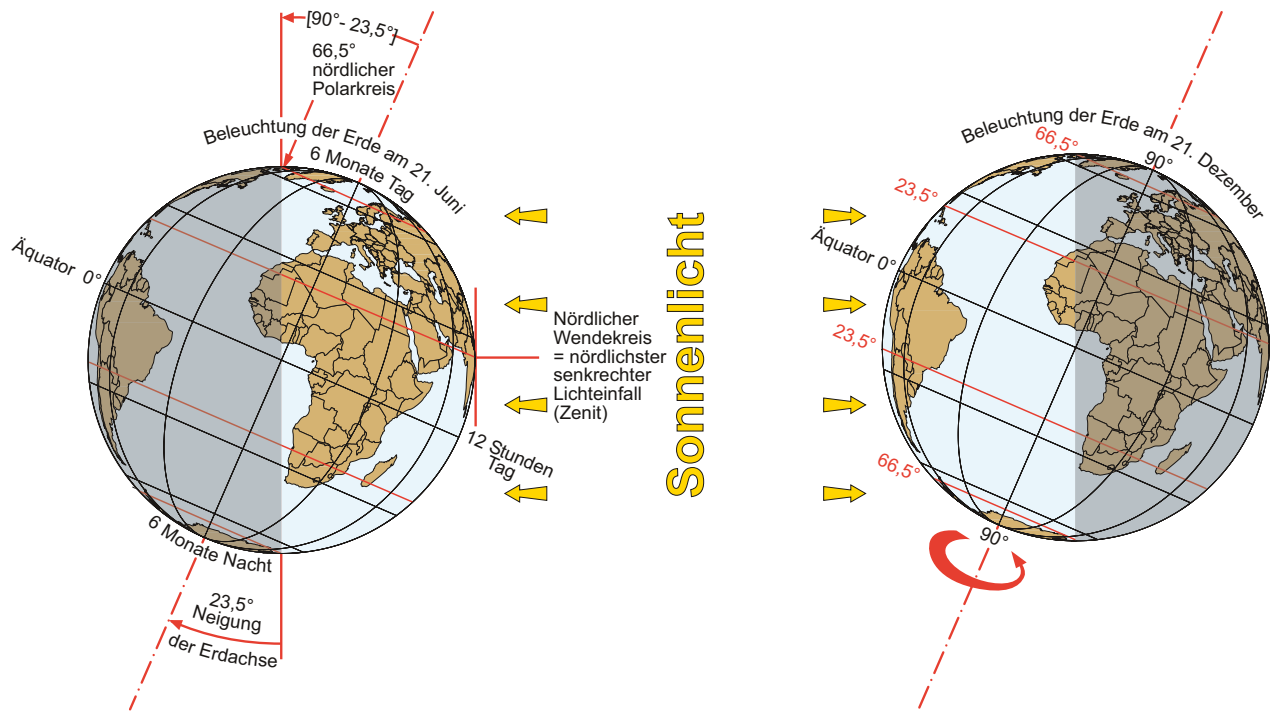 [90°- 23,5°]
66,5°
nördlicher
Polarkreis
Beleuchtung der Erde am 21. Juni
6 Monate Tag
Äquator 0°
Nördlicher
Wendekreis
= nördlichster
senkrechter
Lichteinfall
(Zenit)
12 Stunden
Tag
6 Monate Nacht
23,5°
Neigung
der Erdachse
Sonnenlicht
Beleuchtung der Erde am 21. Dezember
66,5°
90°
23,5°
Äquator 0°
23,5°
66,5°
90°